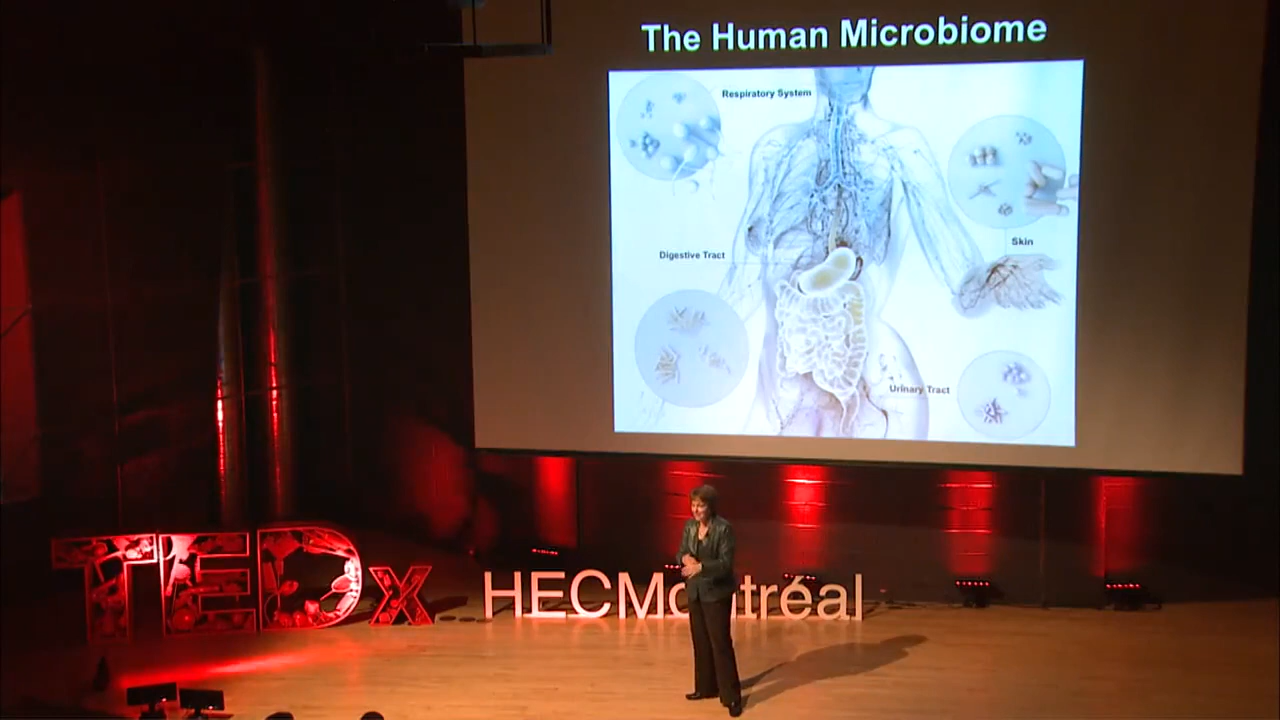 The Human Microbiome
Respiratory System
Skin
Digestive Tract
Urinary Tract
TEDx HECMontréal